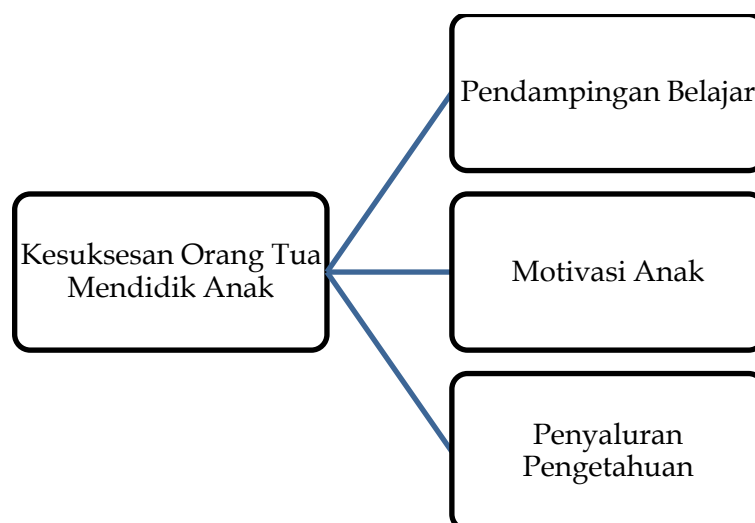 Pendampingan Belajar
Kesuksesan Orang Tua
Mendidik Anak
Motivasi Anak
Penyaluran
Pengetahuan